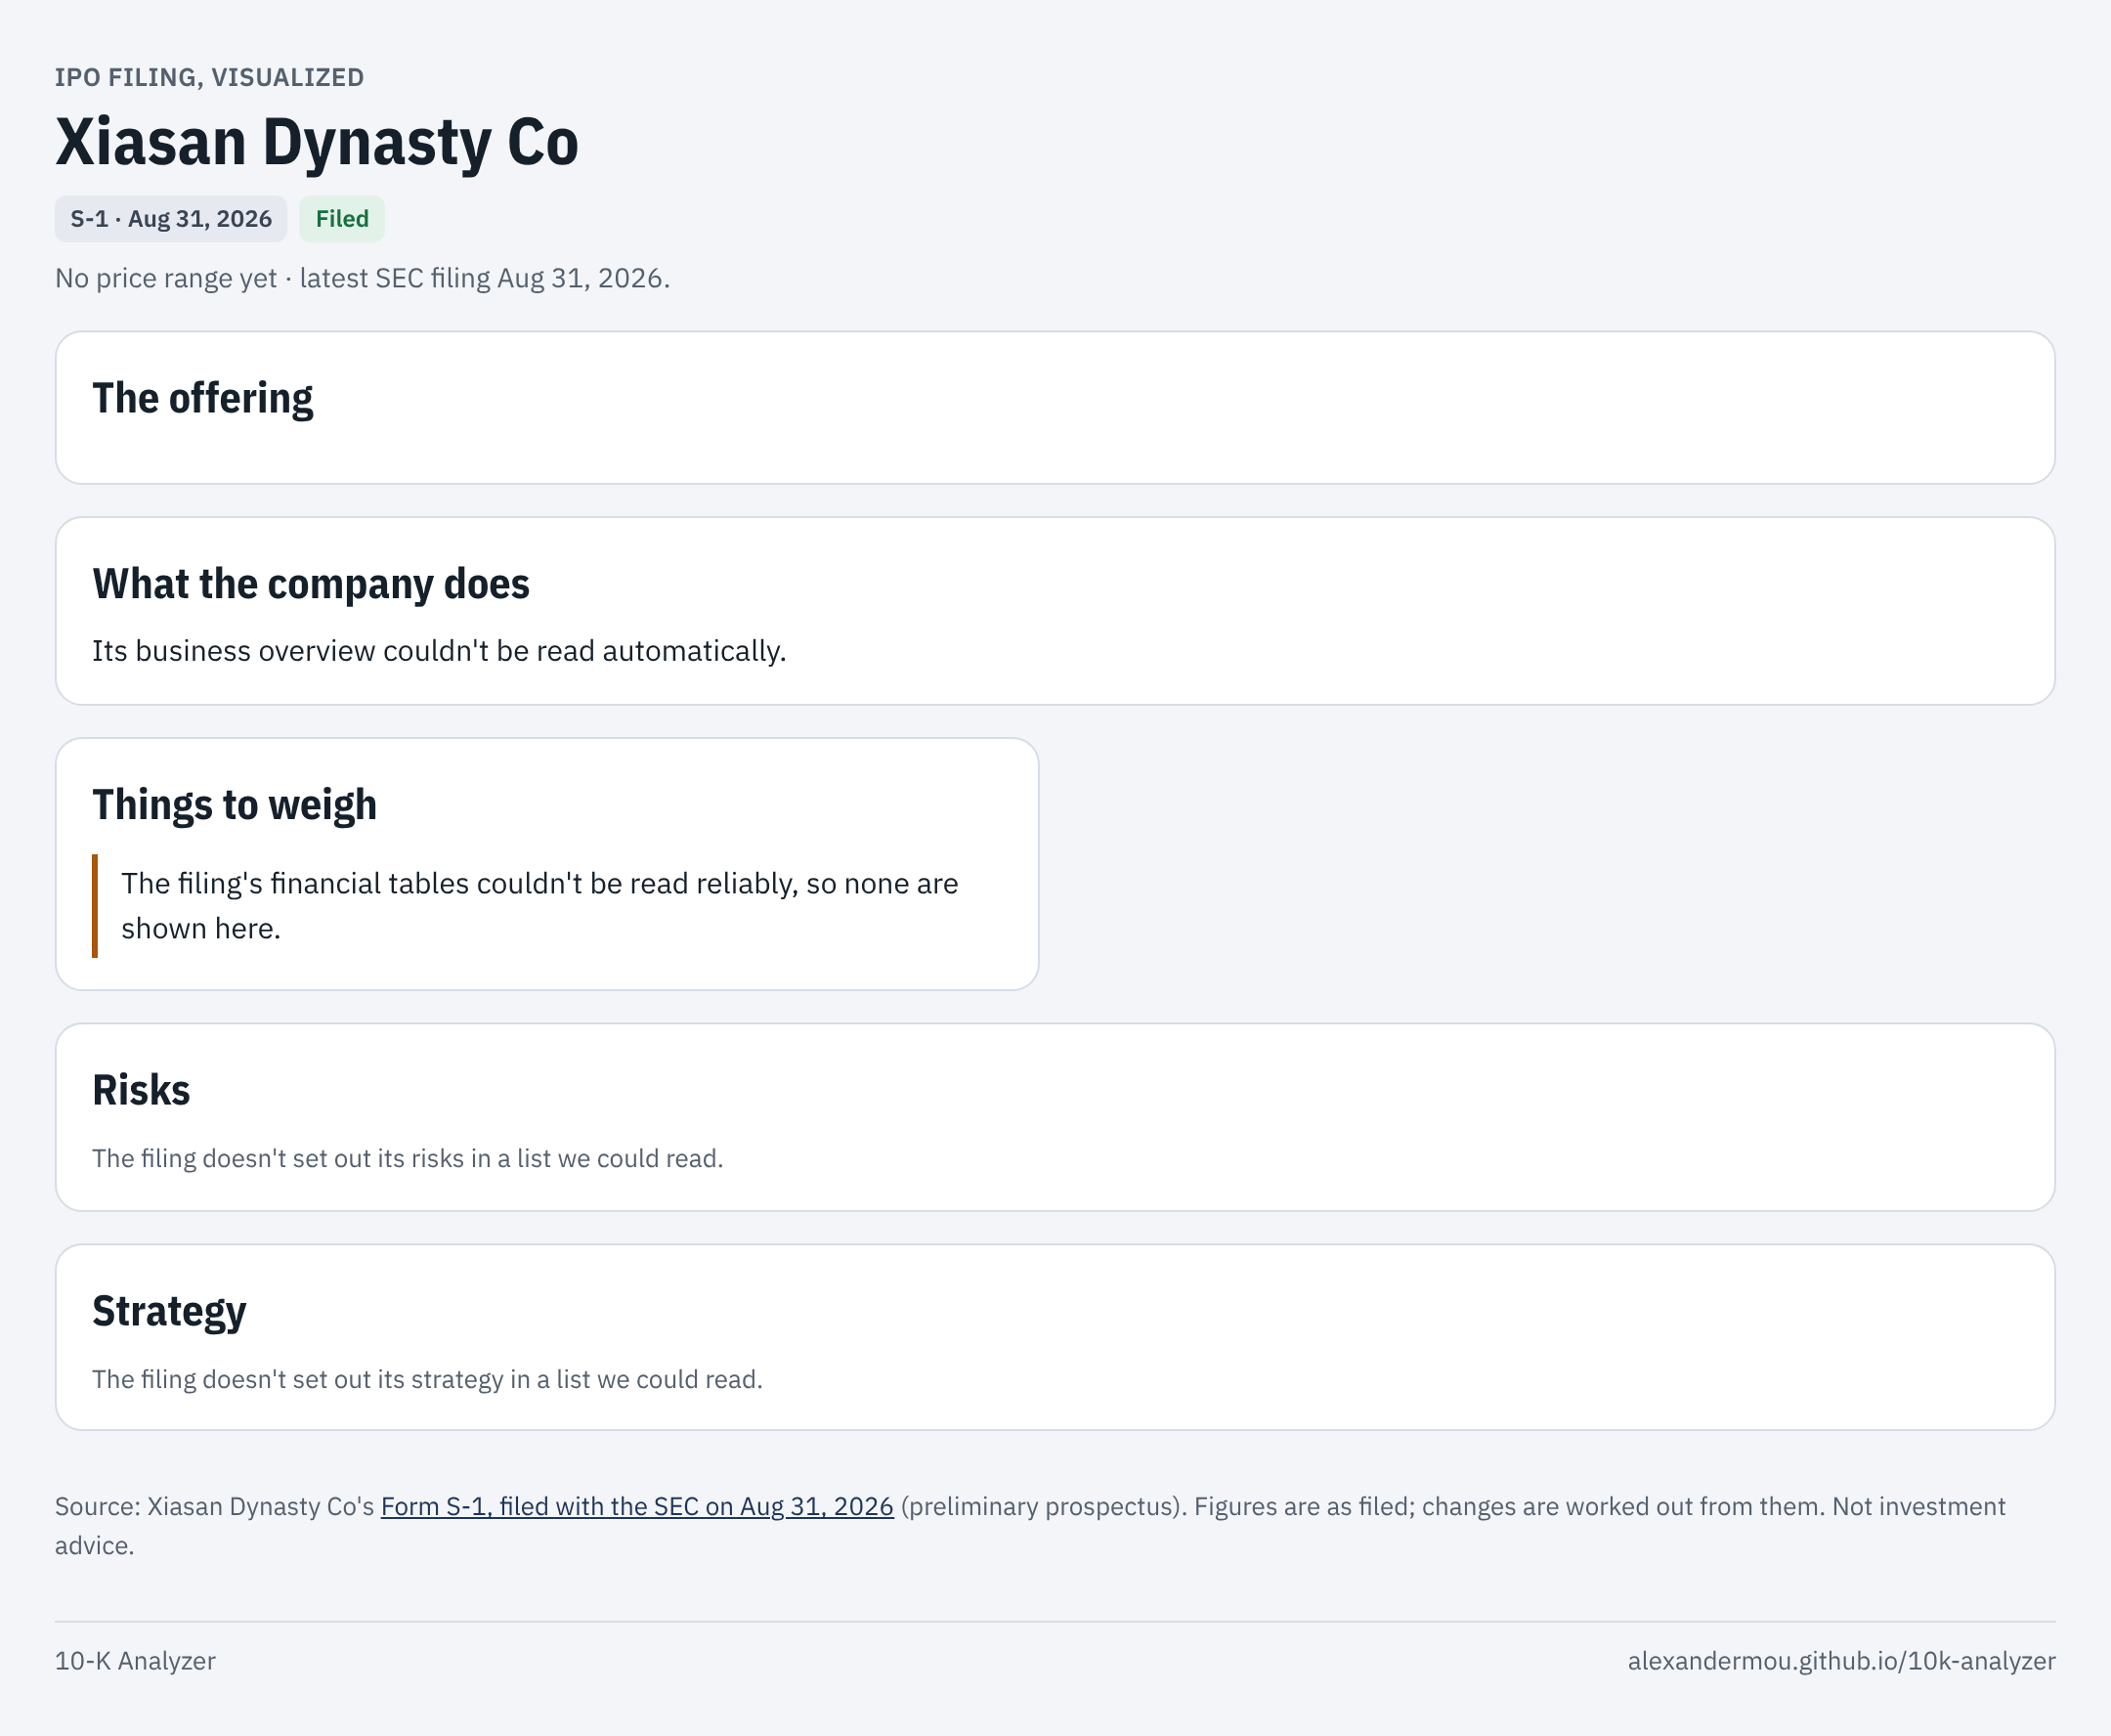 IPO FILING, VISUALIZED
Xiasan Dynasty Co
S-1 · Aug 31, 2026 Filed
No price range yet · latest SEC filing Aug 31, 2026.
The offering
What the company does
Its business overview couldn't be read automatically.
Things to weigh
The filing's financial tables couldn't be read reliably, so none are
shown here.
Risks
The filing doesn't set out its risks in a list we could read.
Strategy
The filing doesn't set out its strategy in a list we could read.
Source: Xiasan Dynasty Co's Form S-1, filed with the SEC on Aug 31, 2026 (preliminary prospectus). Figures are as filed; changes are worked out from them. Not investment
advice.
10-K Analyzer alexandermou.github.io/10k-analyzer